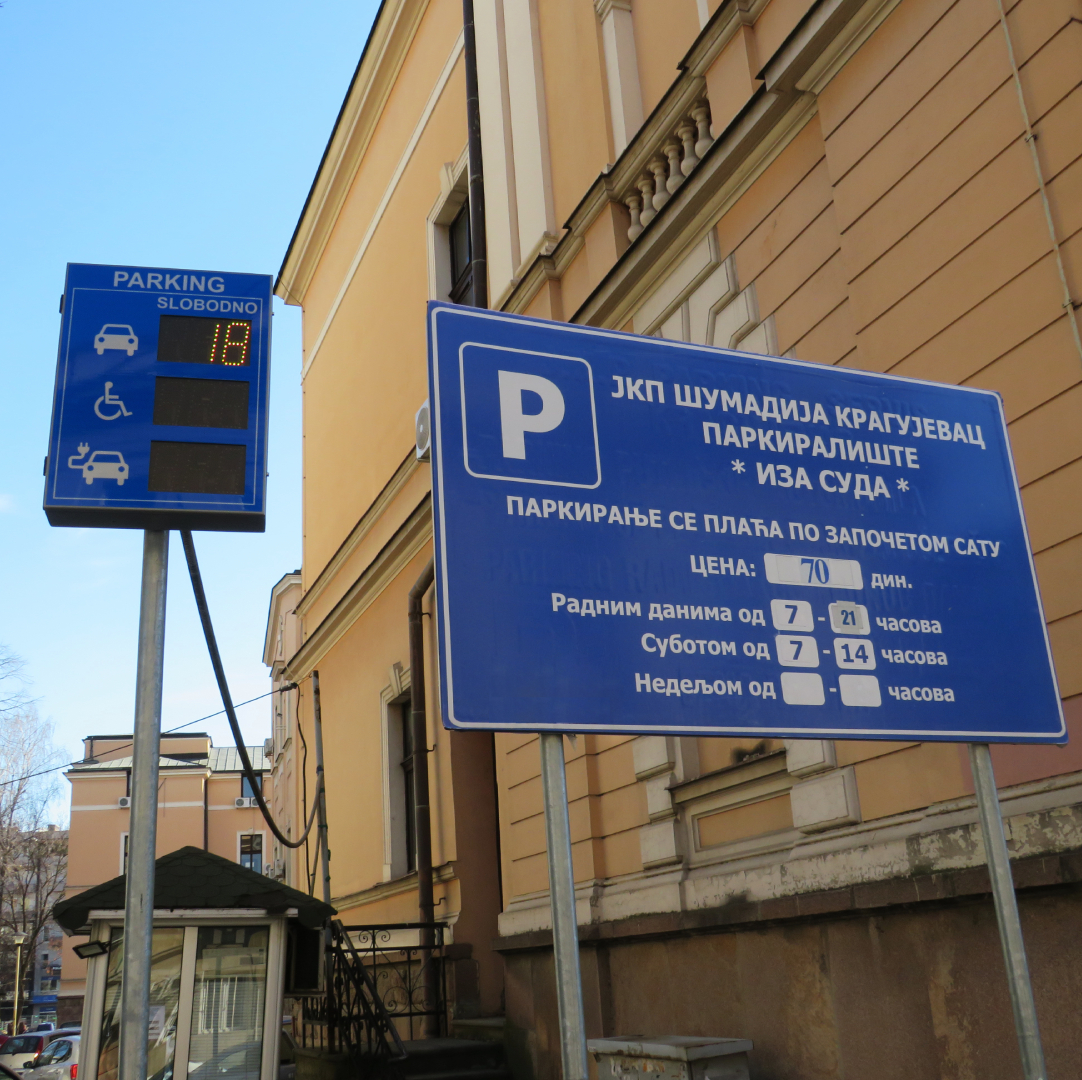 PARKING
SLOBODNO
18
P
ЈКП ШУМАДИЈА КРАГУЈЕВАЦ
ПАРКИРАЛИШТЕ
* ИЗА СУДА *
ПАРКИРАЊЕ СЕ ПЛАЋА ПО ЗАПОЧЕТОМ САТУ
ЦЕНА: 70 дин.
Радним данима од 7 - 21 часова
Суботом од 7 - 14 часова
Недељом од - часова